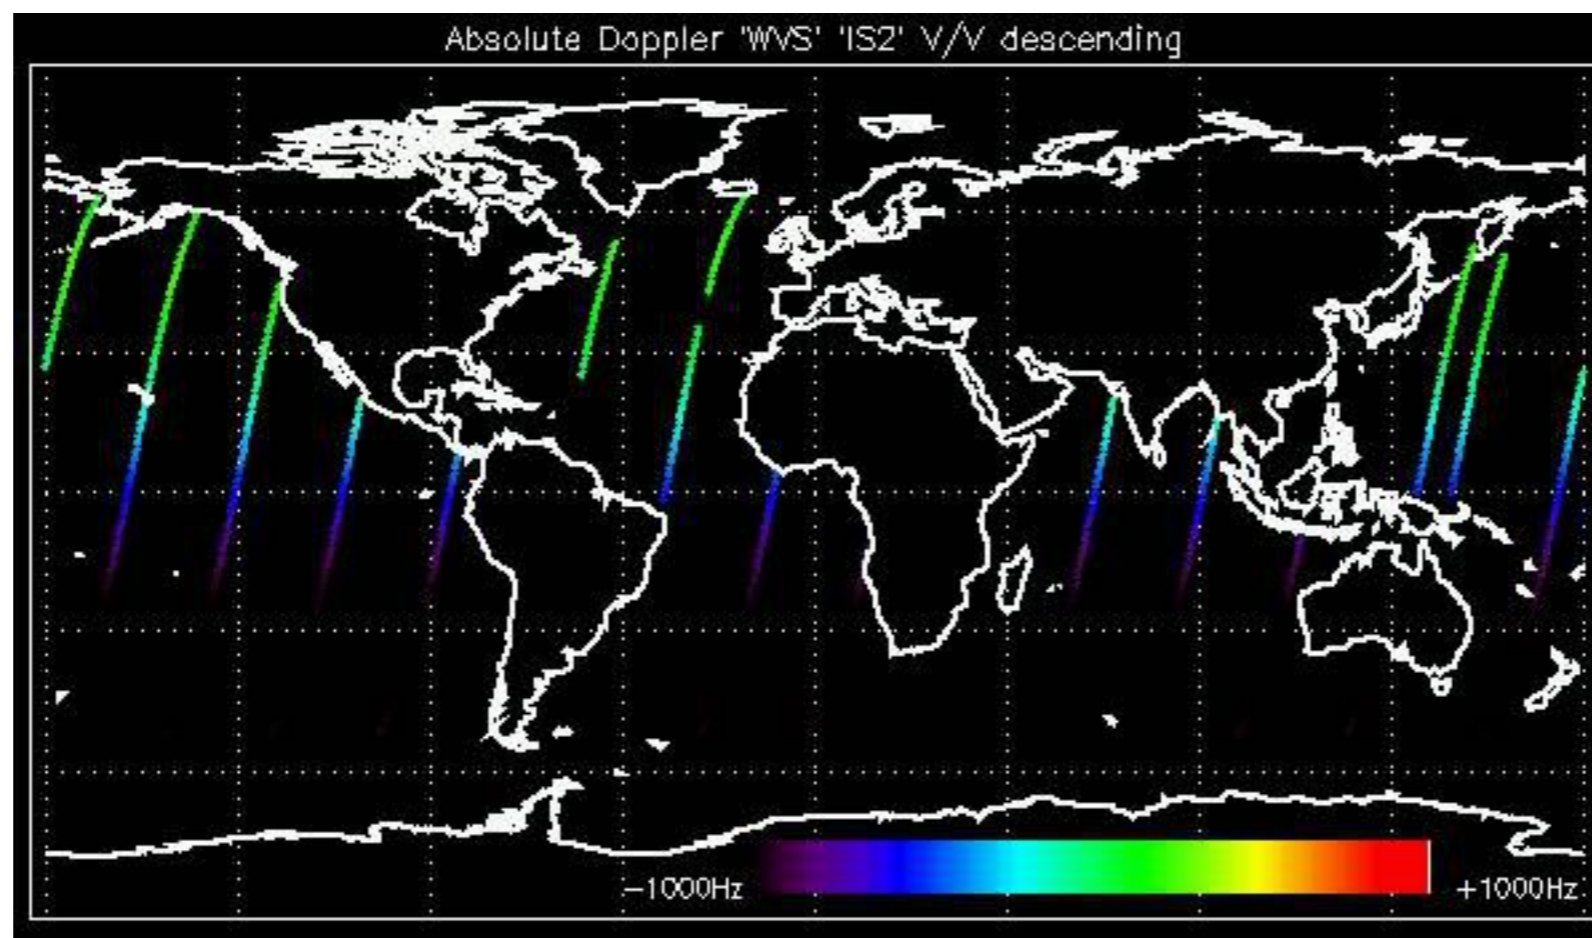 Absolute Doppler 'WVS' 'IS2' V/V descending
−1000Hz +1000Hz